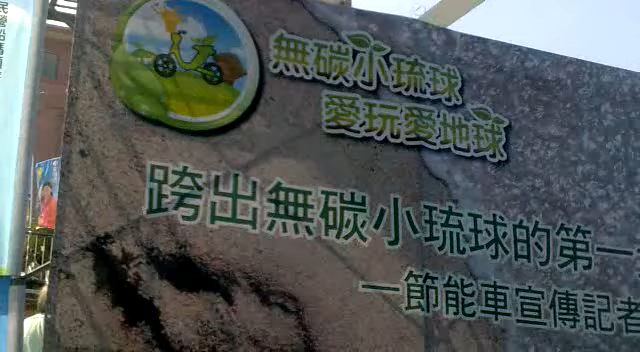 無碳小琉球
愛玩愛地球
跨出無碳小琉球的第一
—節能車宣傳記者